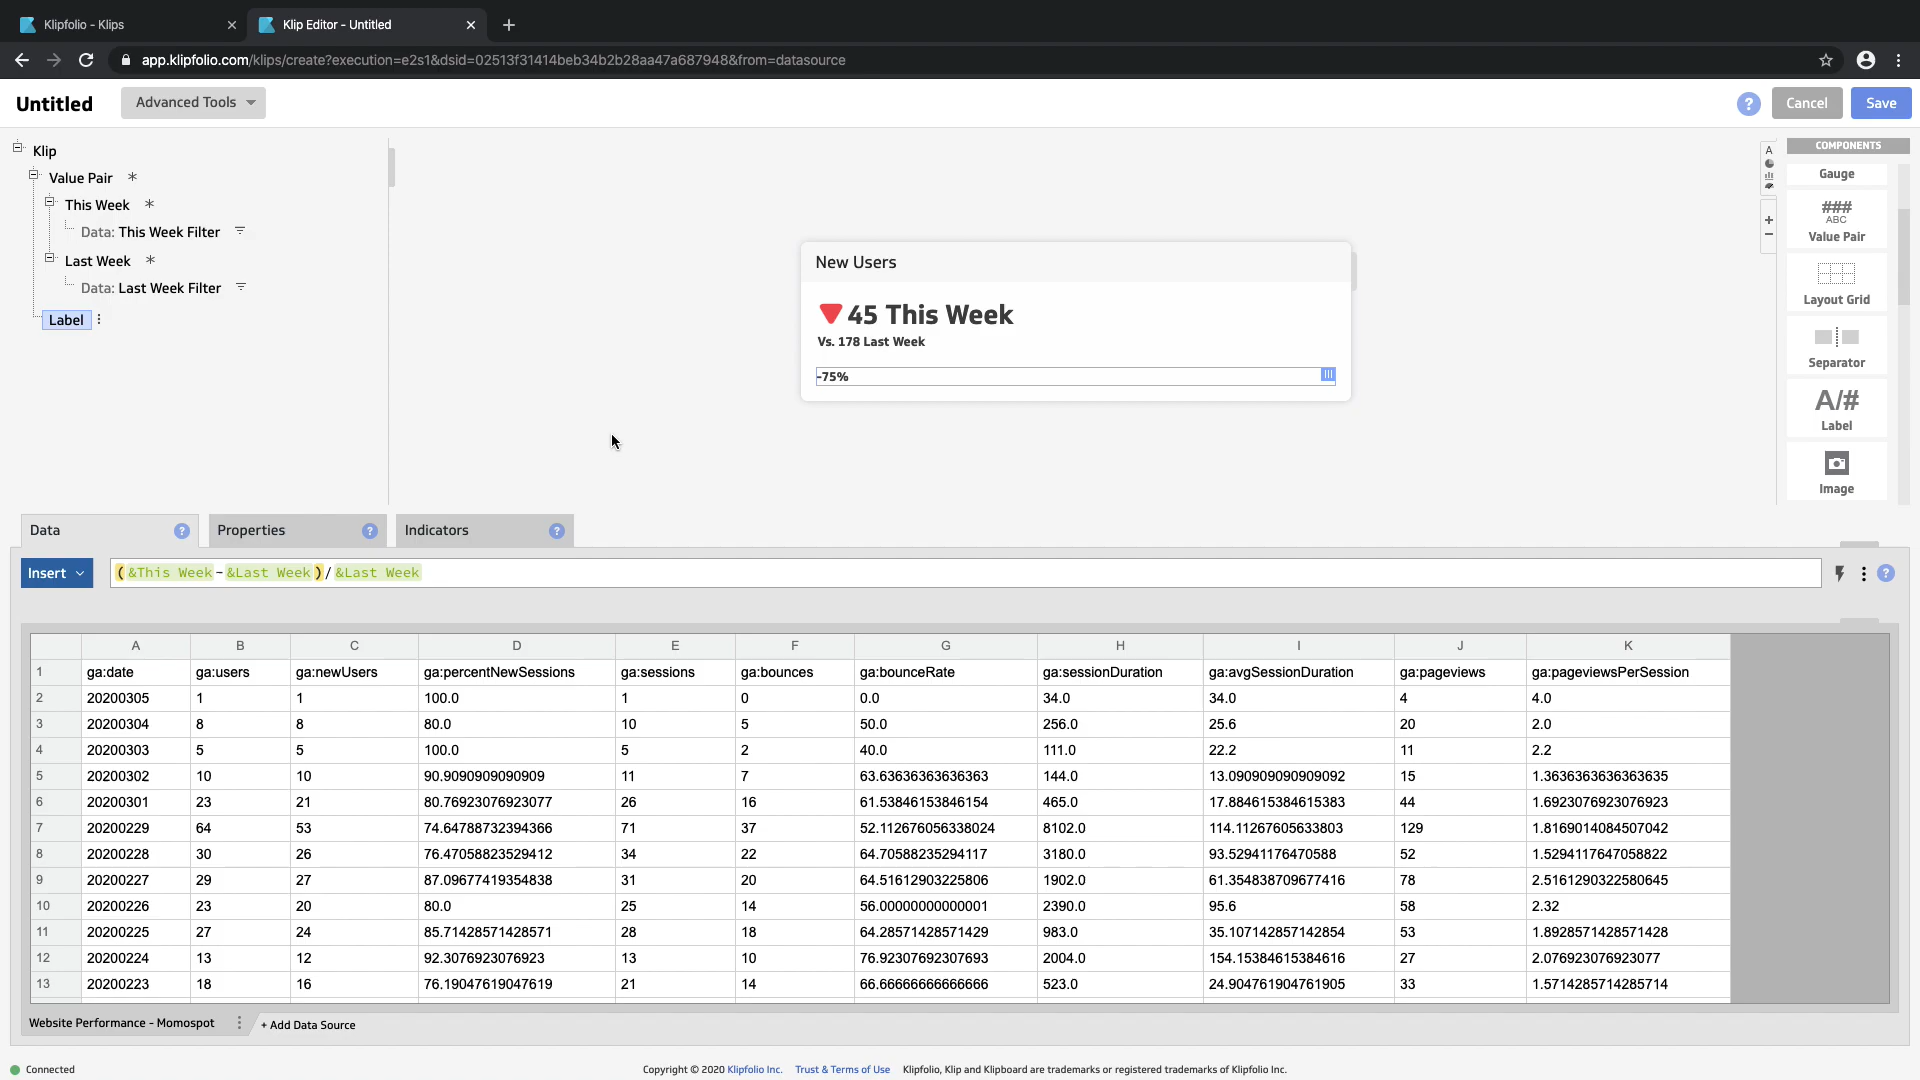 Klipfolio - Klips
Klip Editor - Untitled
app.klipfolio.com/klips/create?execution=e2s1&dsid=02513f31414beb34b2b28aa47a687948&from=datasource
Untitled
Advanced Tools
?
Cancel
Save
Klip
Value Pair *
This Week *
Data: This Week Filter
Last Week *
Data: Last Week Filter
Label
New Users
45 This Week
Vs. 178 Last Week
-75%
A
+
−
COMPONENTS
Gauge
###
ABC
Value Pair
Layout Grid
Separator
A/#
Label
Image
Data ?
Properties ?
Indicators ?
Insert
(&This Week-&Last Week)/&Last Week
?
A B C D E F G H I J K
1 ga:date ga:users ga:newUsers ga:percentNewSessions ga:sessions ga:bounces ga:bounceRate ga:sessionDuration ga:avgSessionDuration ga:pageviews ga:pageviewsPerSession
2 20200305 1 1 100.0 1 0 0.0 34.0 34.0 4 4.0
3 20200304 8 8 80.0 10 5 50.0 256.0 25.6 20 2.0
4 20200303 5 5 100.0 5 2 40.0 111.0 22.2 11 2.2
5 20200302 10 10 90.9090909090909 11 7 63.63636363636363 144.0 13.090909090909092 15 1.3636363636363635
6 20200301 23 21 80.76923076923077 26 16 61.53846153846154 465.0 17.884615384615383 44 1.6923076923076923
7 20200229 64 53 74.64788732394366 71 37 52.112676056338024 8102.0 114.11267605633803 129 1.8169014084507042
8 20200228 30 26 76.47058823529412 34 22 64.70588235294117 3180.0 93.52941176470588 52 1.5294117647058822
9 20200227 29 27 87.09677419354838 31 20 64.51612903225806 1902.0 61.354838709677416 78 2.5161290322580645
10 20200226 23 20 80.0 25 14 56.00000000000001 2390.0 95.6 58 2.32
11 20200225 27 24 85.71428571428571 28 18 64.28571428571429 983.0 35.107142857142854 53 1.8928571428571428
12 20200224 13 12 92.3076923076923 13 10 76.92307692307693 2004.0 154.15384615384616 27 2.076923076923077
13 20200223 18 16 76.19047619047619 21 14 66.66666666666666 523.0 24.904761904761905 33 1.5714285714285714
Website Performance - Momospot
+ Add Data Source
Connected
Copyright © 2020 Klipfolio Inc. Trust & Terms of Use Klipfolio, Klip and Klipboard are trademarks or registered trademarks of Klipfolio Inc.